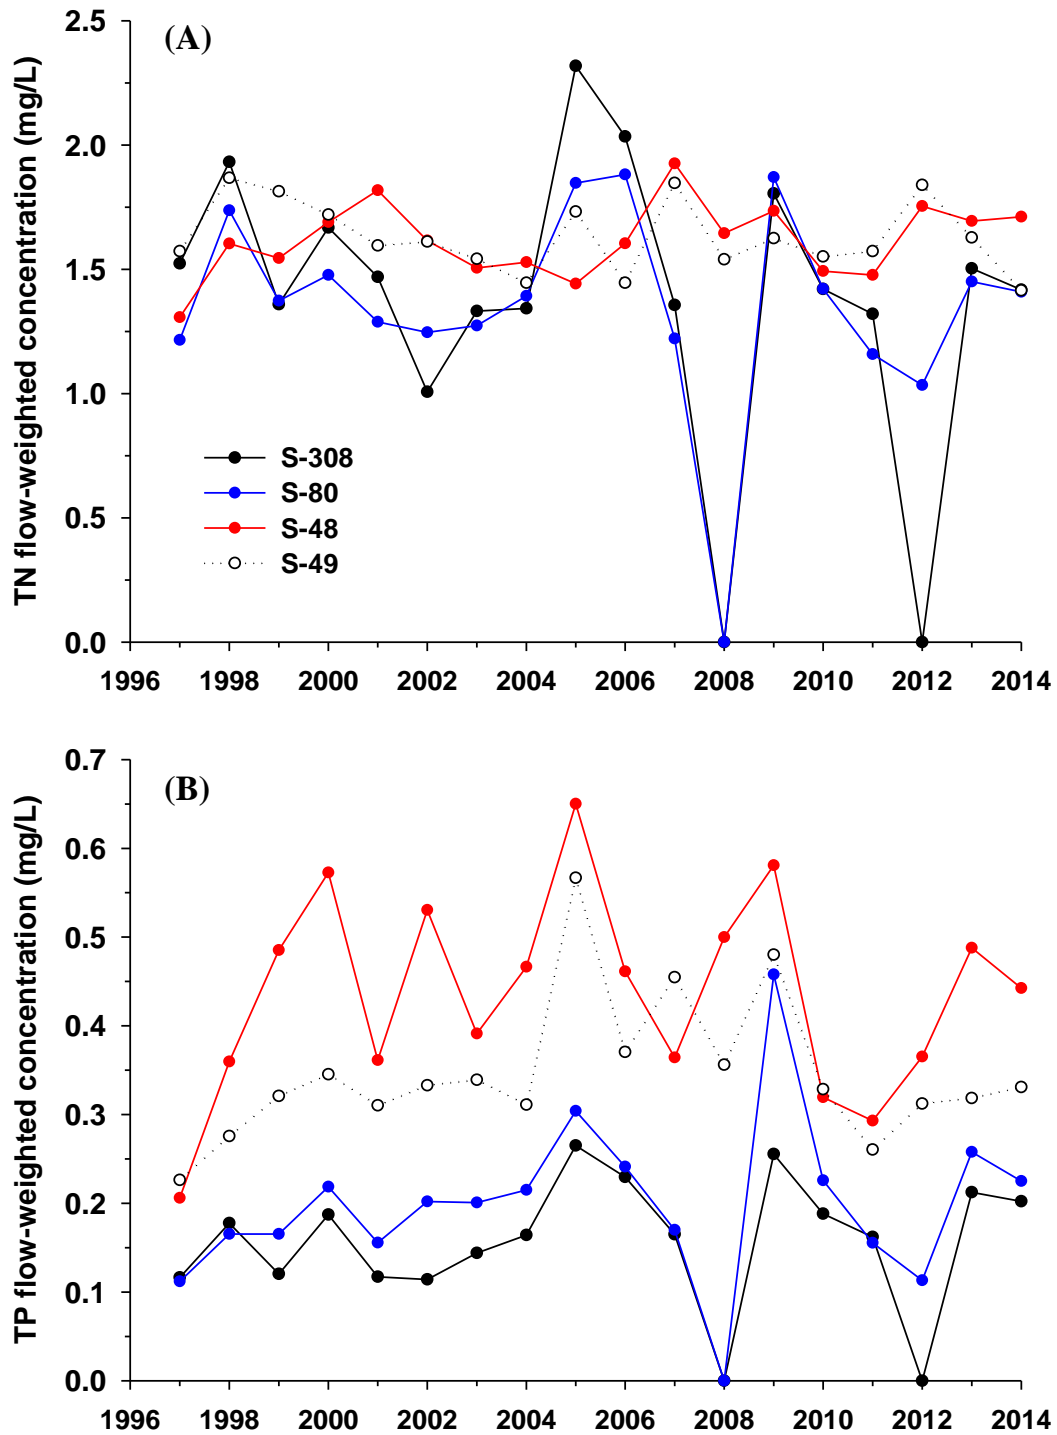 (A)
TN flow-weighted concentration (mg/L)
2.5
2.0
1.5
1.0
0.5
0.0
S-308
S-80
S-48
S-49
1996 1998 2000 2002 2004 2006 2008 2010 2012 2014
(B)
TP flow-weighted concentration (mg/L)
0.7
0.6
0.5
0.4
0.3
0.2
0.1
0.0
1996 1998 2000 2002 2004 2006 2008 2010 2012 2014